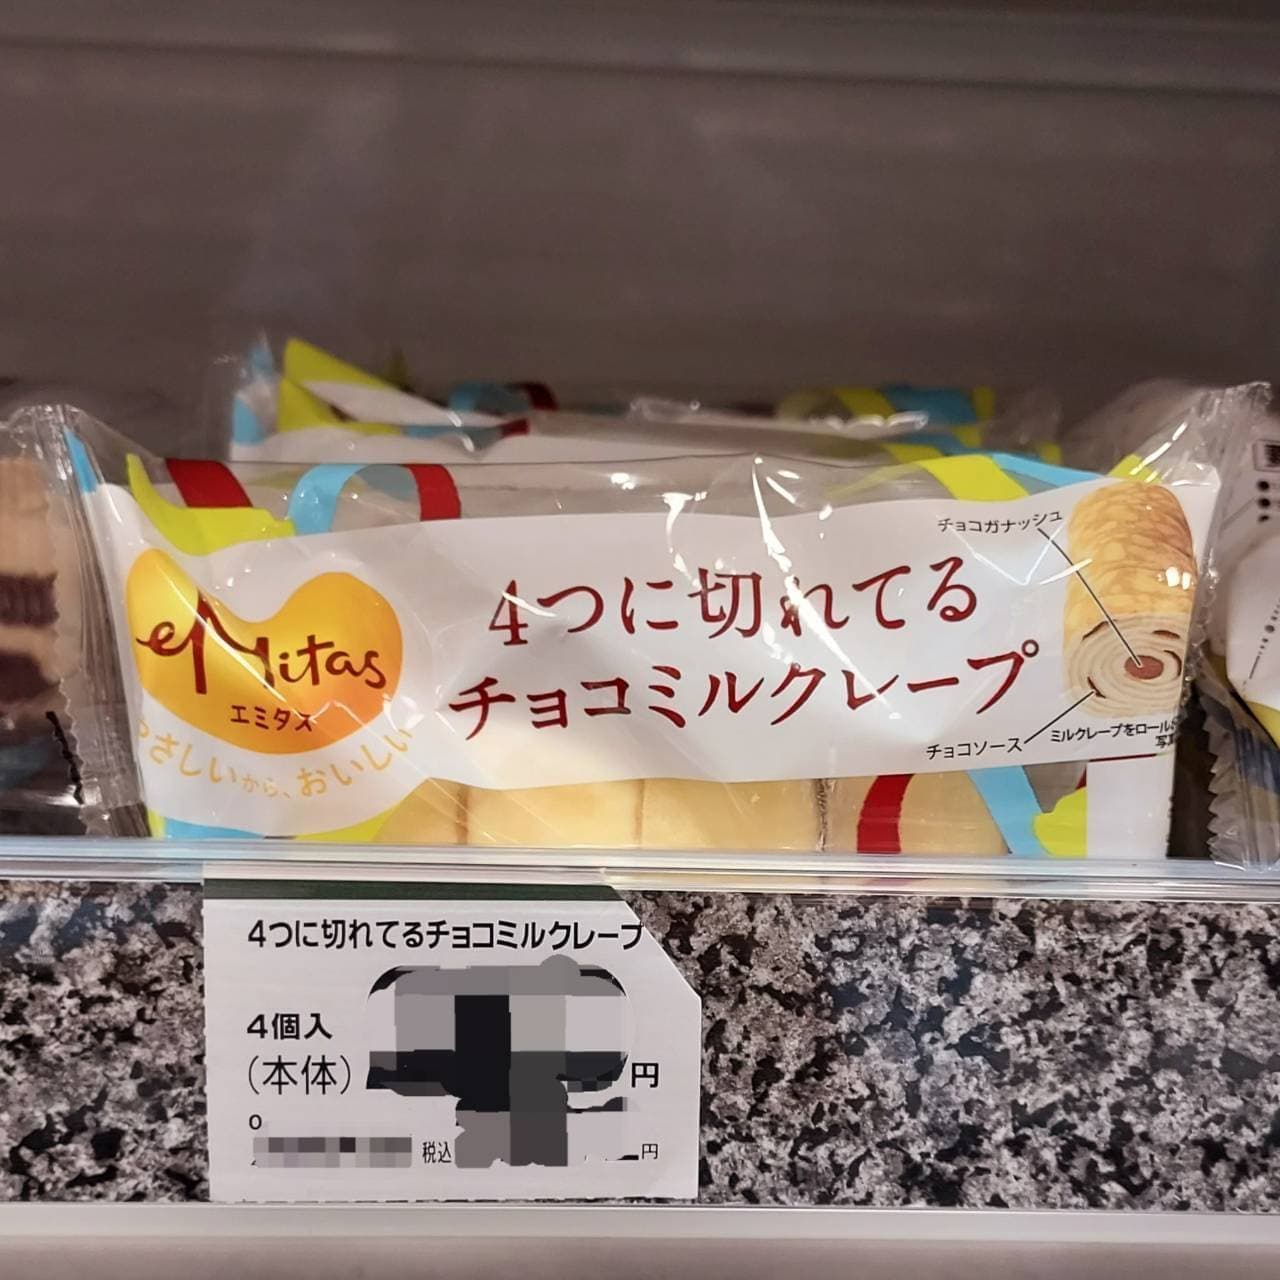 チョコガナッシュ
4つに切れてる
チョコミルクレープ
eMitas
エミタス
やさしいから、おいしい
チョコソース
ミルクレープをロール
写真
4つに切れてるチョコミルクレープ
4個入
(本体)
円
税込
円